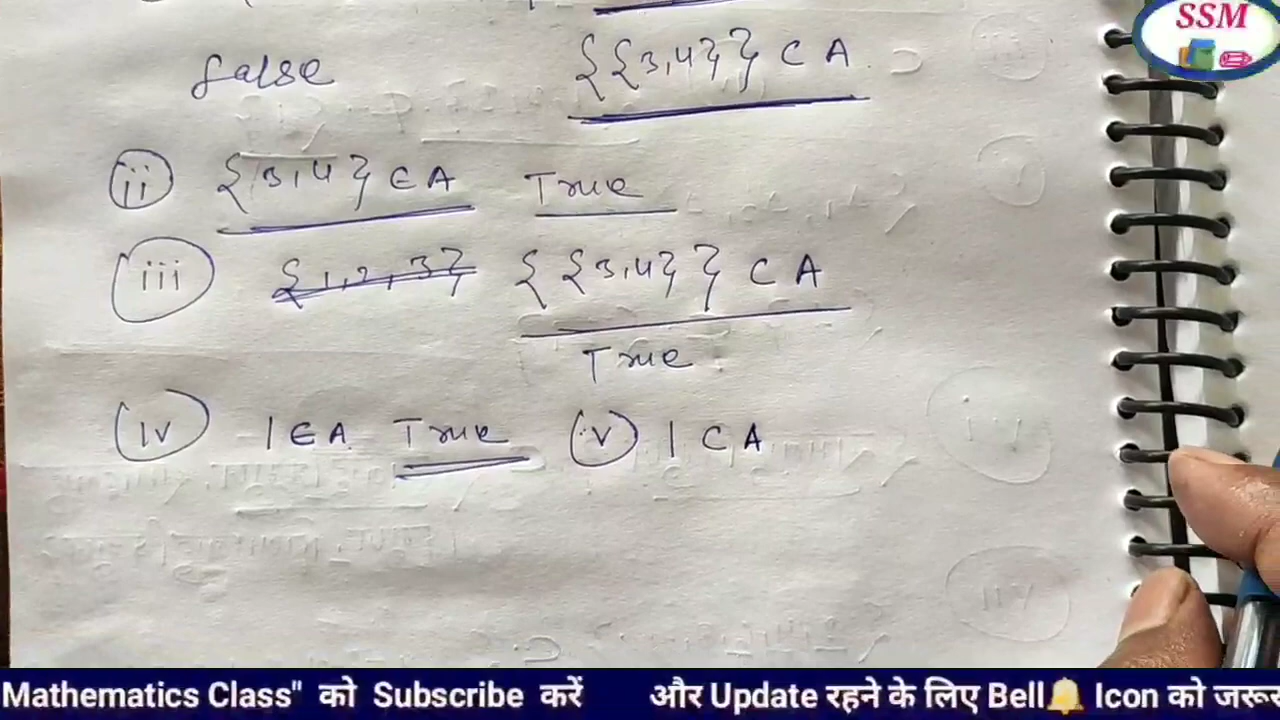 SSM
false {{3,4}} ⊂ A
(ii) {3,4} ∈ A True
(iii) {1,2,3} {{3,4}} ⊂ A
True
(iv) 1 ∈ A True (v) 1 ⊂ A
Mathematics Class" को Subscribe करें और Update रहने के लिए Bell🔔 Icon को